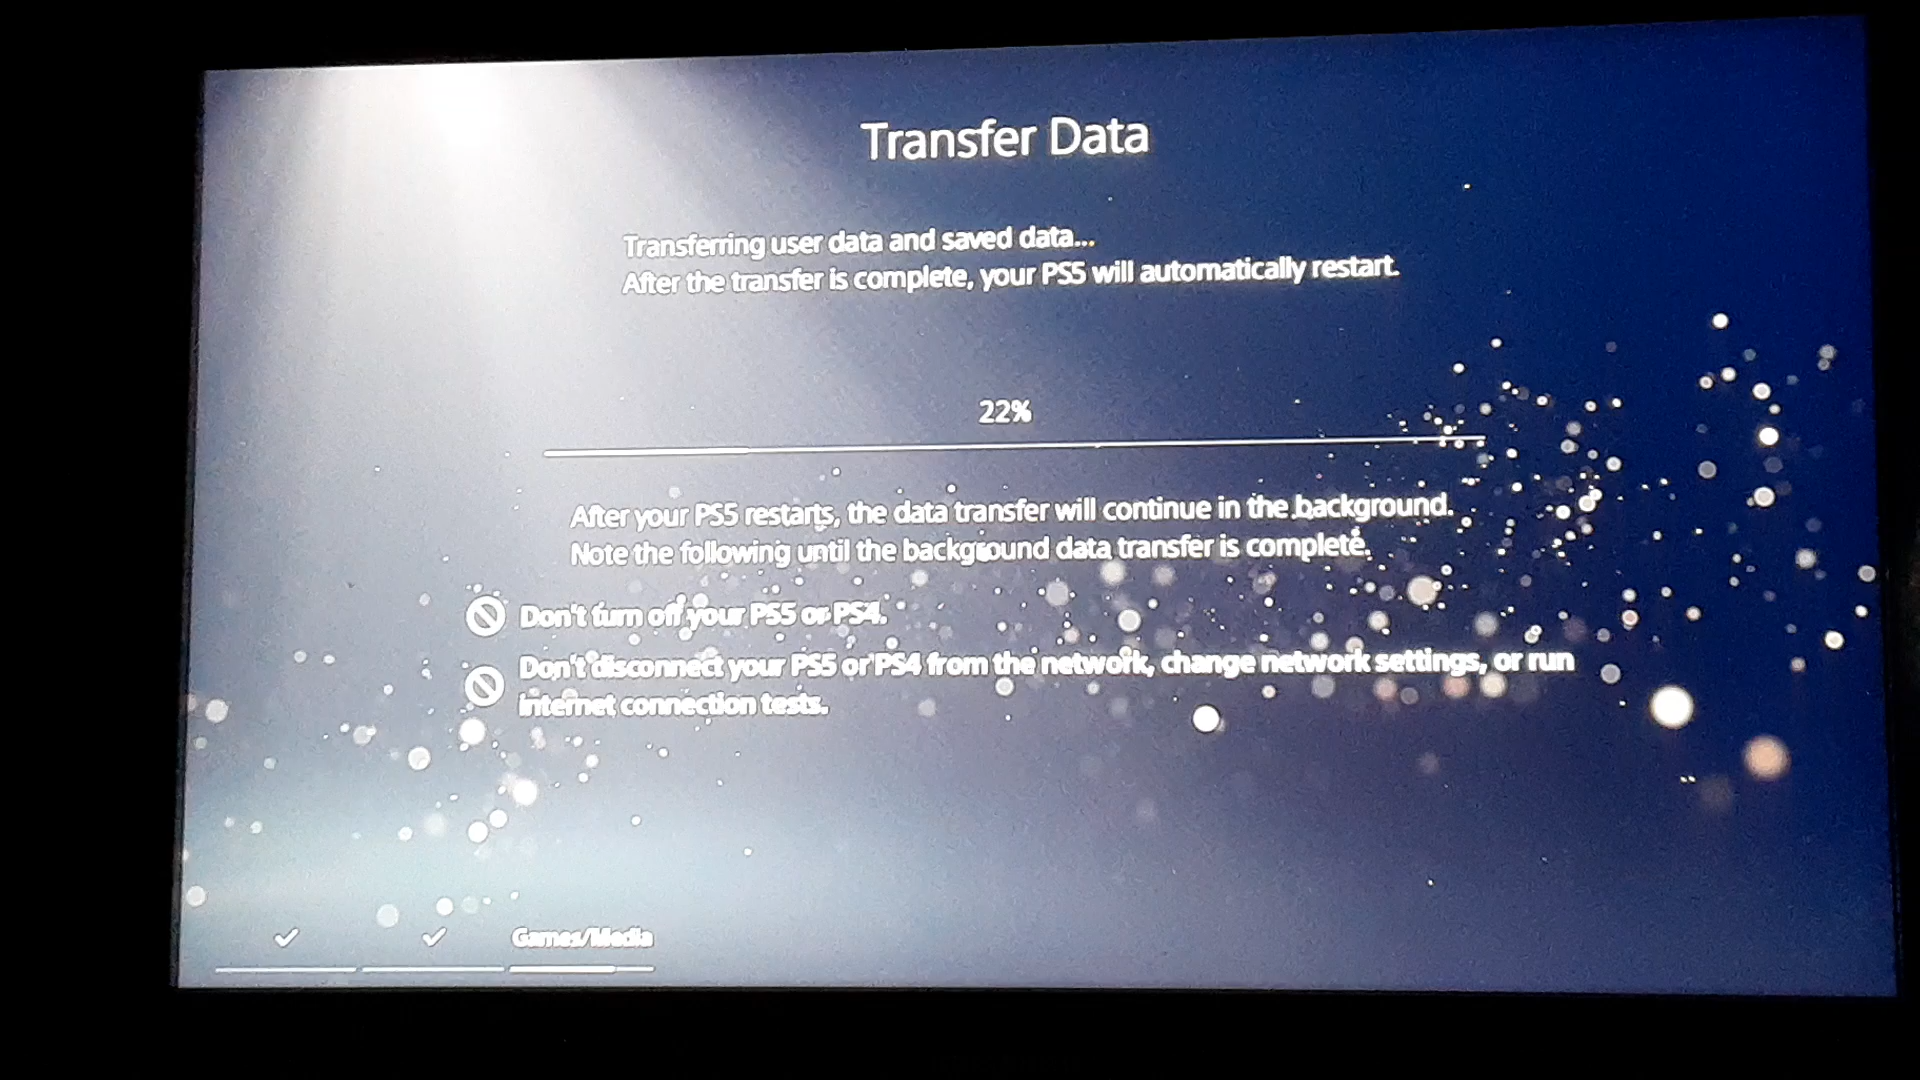 Transfer Data
Transferring user data and saved data...
After the transfer is complete, your PS5 will automatically restart.
22%
After your PS5 restarts, the data transfer will continue in the background.
Note the following until the background data transfer is complete.
Don't turn off your PS5 or PS4.
Don't disconnect your PS5 or PS4 from the network, change network settings, or run
internet connection tests.
Games/Media